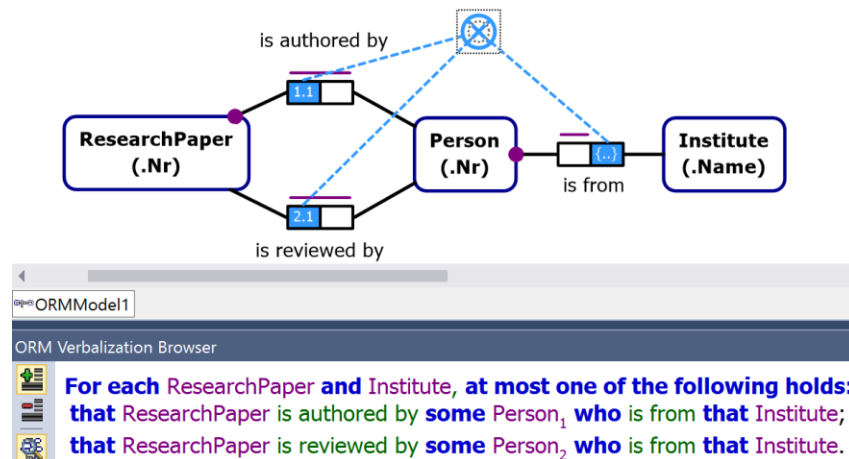 is authored by
1.1
ResearchPaper
(.Nr)
Person
(.Nr)
{..}
Institute
(.Name)
is from
2.1
is reviewed by
ORMModel1
ORM Verbalization Browser
For each ResearchPaper and Institute, at most one of the following holds:
that ResearchPaper is authored by some Person₁ who is from that Institute;
that ResearchPaper is reviewed by some Person₂ who is from that Institute.